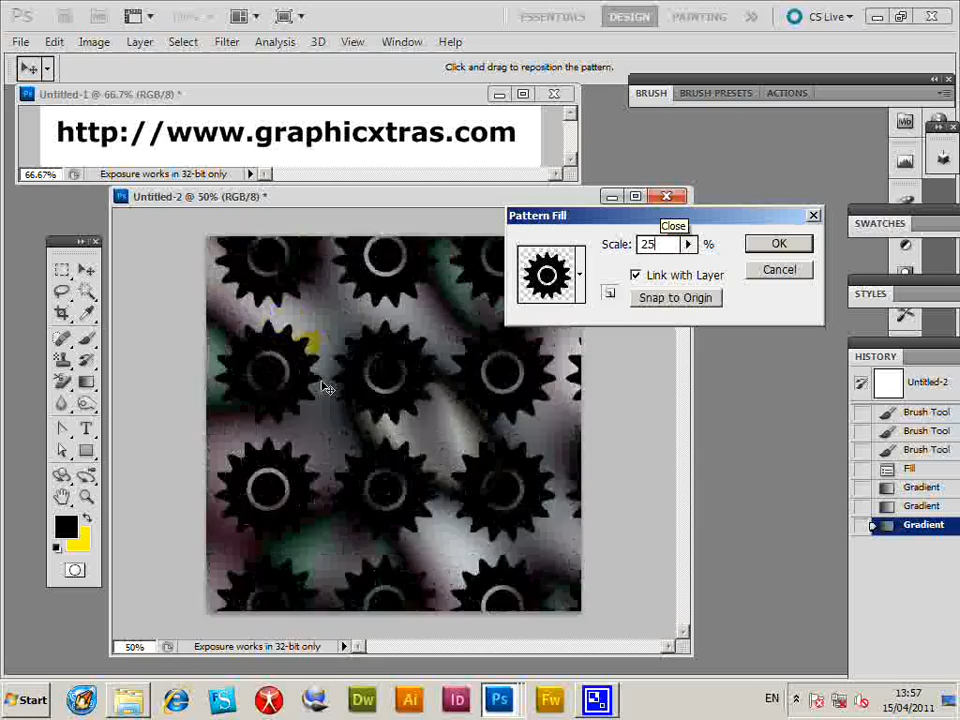 Ps
ESSENTIALS
DESIGN
PAINTING
CS Live
File Edit Image Layer Select Filter Analysis 3D View Window Help
Click and drag to reposition the pattern.
BRUSH BRUSH PRESETS ACTIONS
Untitled-1 @ 66.7% (RGB/8) *
http://www.graphicxtras.com
66.67% Exposure works in 32-bit only
Untitled-2 @ 50% (RGB/8) *
Pattern Fill
Close
Scale: 25 %
OK
Link with Layer
Cancel
Snap to Origin
Mb
SWATCHES
STYLES
HISTORY
Untitled-2
Brush Tool
Brush Tool
Brush Tool
Fill
Gradient
Gradient
Gradient
50% Exposure works in 32-bit only
Start
Dw
Ai
Id
Ps
Fw
EN
13:57
15/04/2011